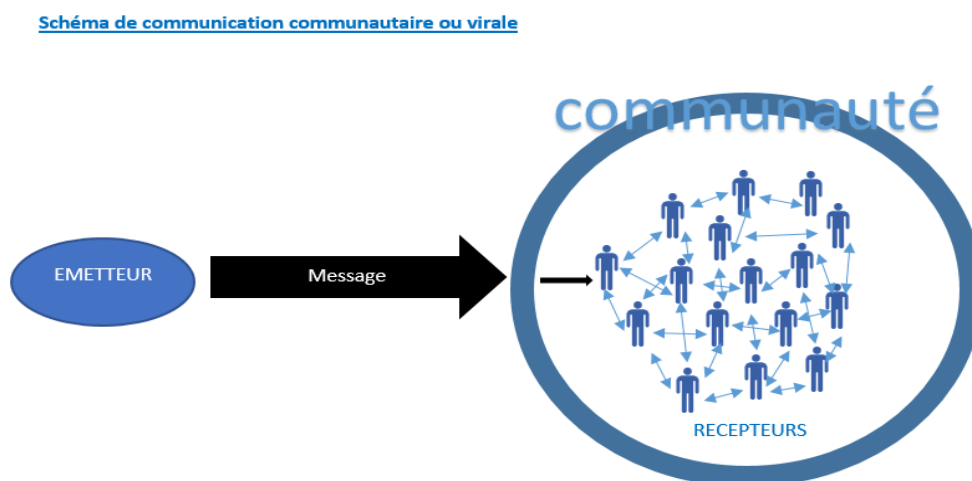 Schéma de communication communautaire ou virale
communauté
EMETTEUR
Message
RECEPTEURS